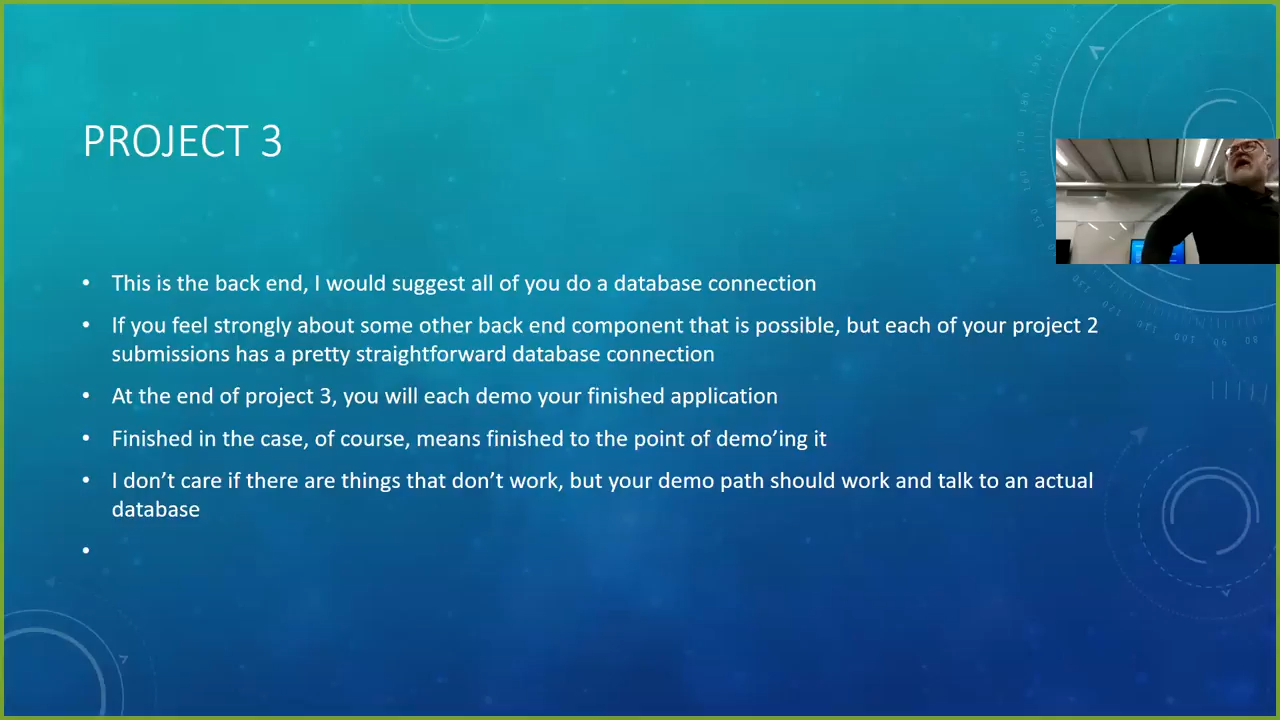 PROJECT 3
• This is the back end, I would suggest all of you do a database connection
• If you feel strongly about some other back end component that is possible, but each of your project 2
submissions has a pretty straightforward database connection
• At the end of project 3, you will each demo your finished application
• Finished in the case, of course, means finished to the point of demo’ing it
• I don’t care if there are things that don’t work, but your demo path should work and talk to an actual
database
•